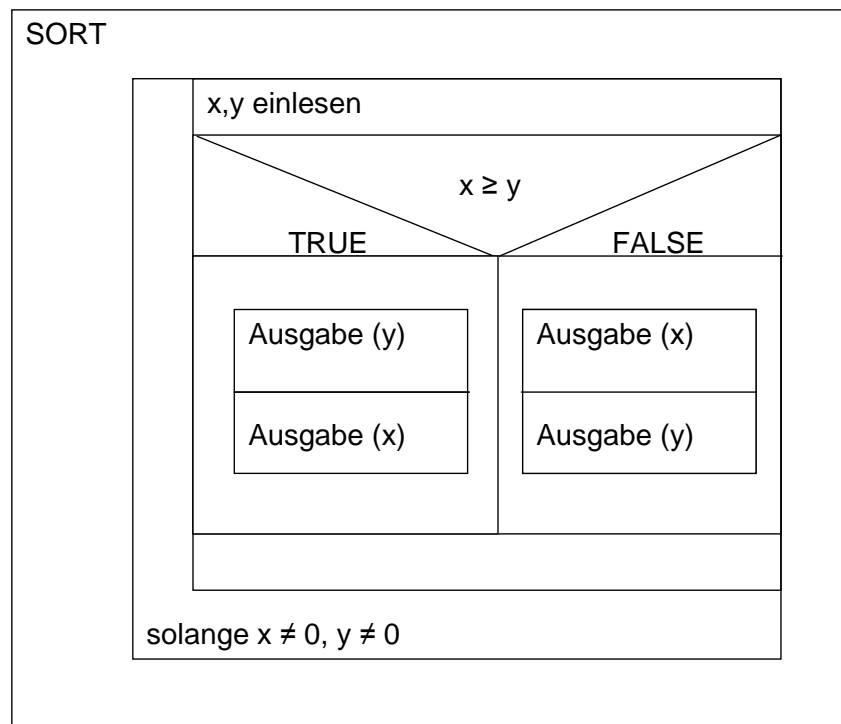 SORT
x,y einlesen
x ≥ y
TRUE FALSE
Ausgabe (y)
Ausgabe (x)
Ausgabe (x)
Ausgabe (y)
solange x ≠ 0, y ≠ 0